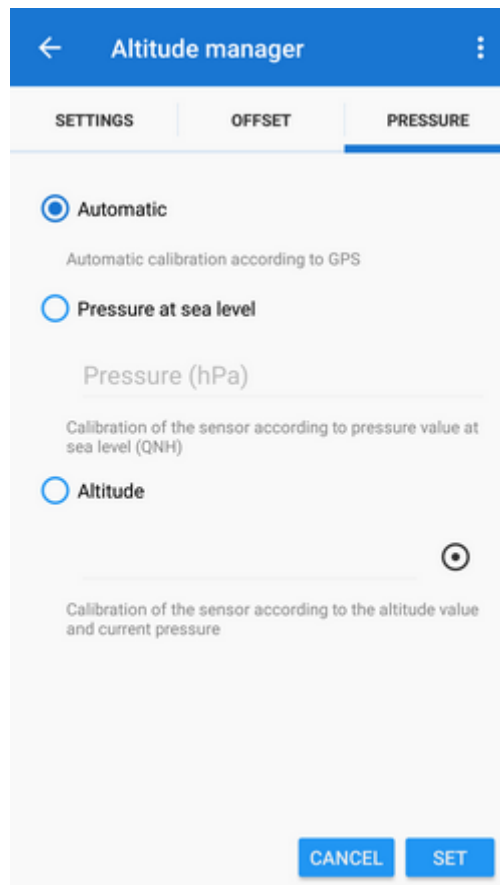 Altitude manager
SETTINGS OFFSET PRESSURE
Automatic
Automatic calibration according to GPS
Pressure at sea level
Pressure (hPa)
Calibration of the sensor according to pressure value at
sea level (QNH)
Altitude
Calibration of the sensor according to the altitude value
and current pressure
CANCEL SET